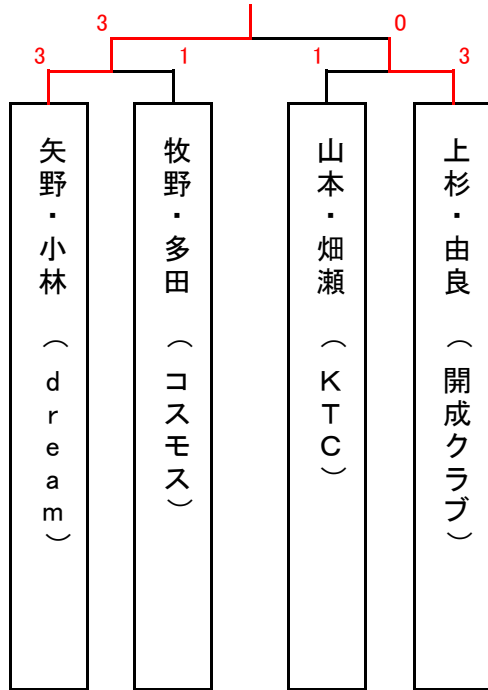 3 0
3 1 1 3
矢野・小林（dream）
牧野・多田（コスモス）
山本・畑瀬（KTC）
上杉・由良（開成クラブ）